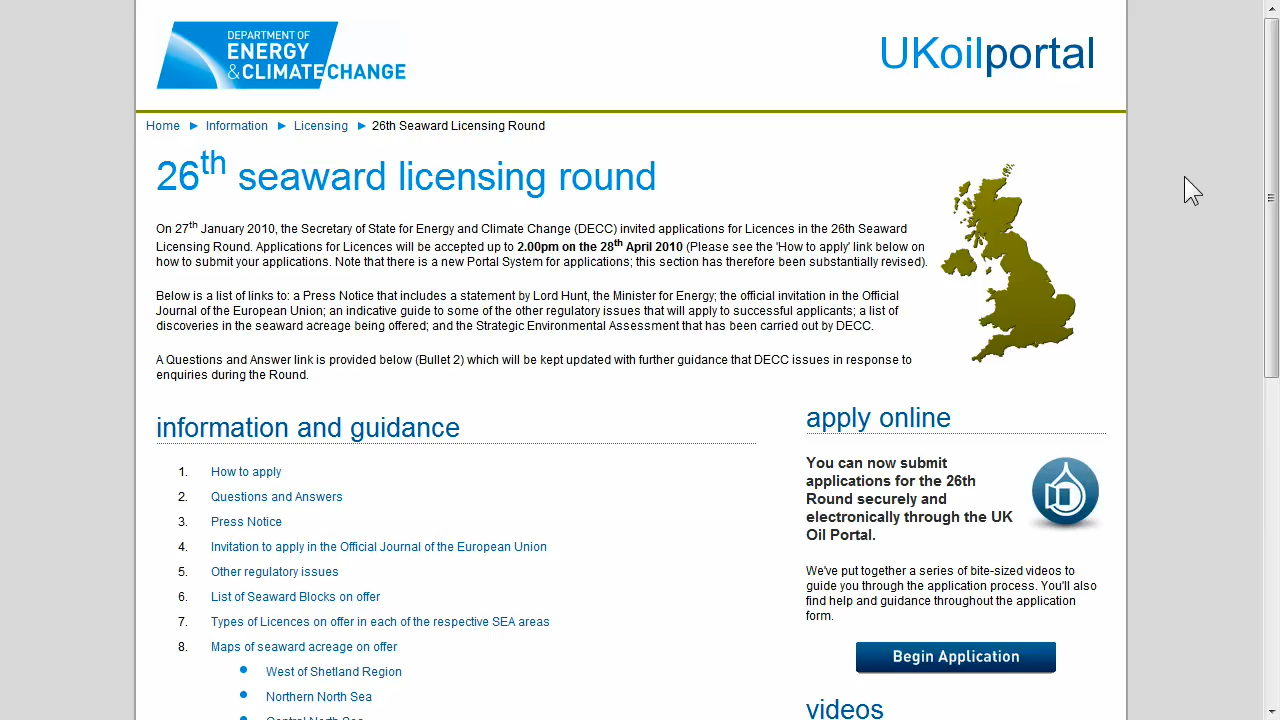 DEPARTMENT OF
ENERGY
&CLIMATE CHANGE
UKoilportal
Home ► Information ► Licensing ► 26th Seaward Licensing Round
26th seaward licensing round
On 27th January 2010, the Secretary of State for Energy and Climate Change (DECC) invited applications for Licences in the 26th Seaward
Licensing Round. Applications for Licences will be accepted up to 2.00pm on the 28th April 2010 (Please see the 'How to apply' link below on
how to submit your applications. Note that there is a new Portal System for applications; this section has therefore been substantially revised).
Below is a list of links to: a Press Notice that includes a statement by Lord Hunt, the Minister for Energy; the official invitation in the Official
Journal of the European Union; an indicative guide to some of the other regulatory issues that will apply to successful applicants; a list of
discoveries in the seaward acreage being offered; and the Strategic Environmental Assessment that has been carried out by DECC.
A Questions and Answer link is provided below (Bullet 2) which will be kept updated with further guidance that DECC issues in response to
enquiries during the Round.
information and guidance
1. How to apply
2. Questions and Answers
3. Press Notice
4. Invitation to apply in the Official Journal of the European Union
5. Other regulatory issues
6. List of Seaward Blocks on offer
7. Types of Licences on offer in each of the respective SEA areas
8. Maps of seaward acreage on offer
• West of Shetland Region
• Northern North Sea
• Central North Sea
apply online
You can now submit
applications for the 26th
Round securely and
electronically through the UK
Oil Portal.
We've put together a series of bite-sized videos to
guide you through the application process. You'll also
find help and guidance throughout the application
form.
Begin Application
videos